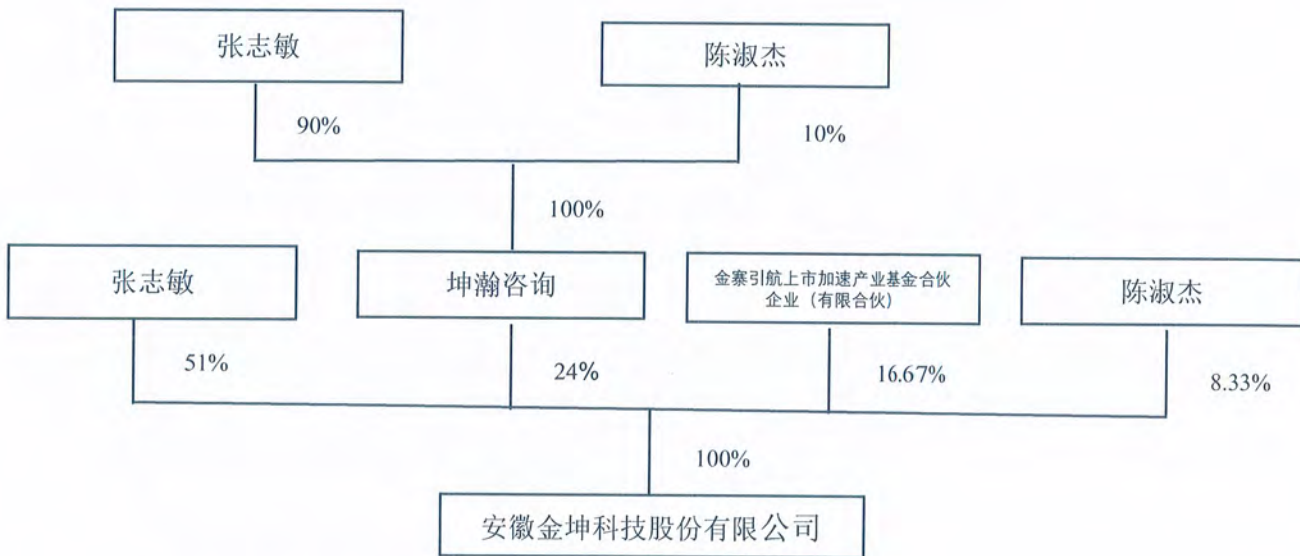 张志敏
陈淑杰
90%
10%
100%
张志敏
坤瀚咨询
金寨引航上市加速产业基金合伙
企业（有限合伙）
陈淑杰
51%
24%
16.67%
8.33%
100%
安徽金坤科技股份有限公司